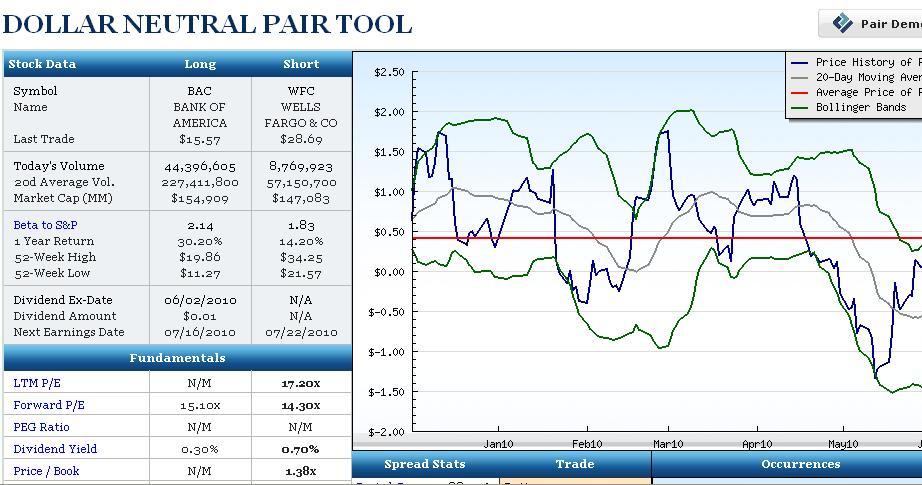 DOLLAR NEUTRAL PAIR TOOL
Pair Demo
Stock Data Long Short
Symbol BAC WFC
Name BANK OF WELLS
AMERICA FARGO & CO
Last Trade $15.57 $28.69
Today's Volume 44,396,605 8,769,923
20d Average Vol. 227,411,800 57,150,700
Market Cap (MM) $154,909 $147,083
Beta to S&P 2.14 1.83
1 Year Return 30.20% 14.20%
52-Week High $19.86 $34.25
52-Week Low $11.27 $21.57
Dividend Ex-Date 06/02/2010 N/A
Dividend Amount $0.01 N/A
Next Earnings Date 07/16/2010 07/22/2010
Fundamentals
LTM P/E N/M 17.20x
Forward P/E 15.10x 14.30x
PEG Ratio N/M N/M
Dividend Yield 0.30% 0.70%
Price / Book N/M 1.38x
Price History of
20-Day Moving Aver
Average Price of
Bollinger Bands
$2.50
$2.00
$1.50
$1.00
$0.50
$0.00
$-0.50
$-1.00
$-1.50
$-2.00
Jan10 Feb10 Mar10 Apr10 May10
Spread Stats Trade Occurrences